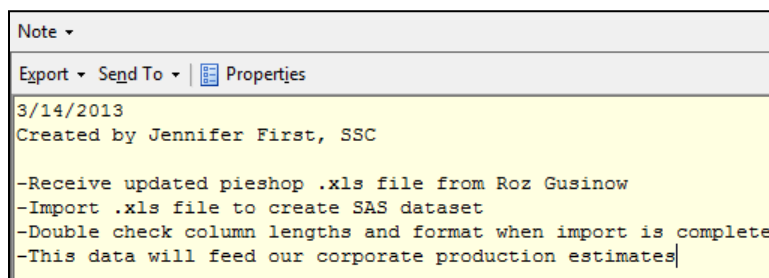 Note
Export Send To Properties
3/14/2013
Created by Jennifer First, SSC
-Receive updated pieshop .xls file from Roz Gusinow
-Import .xls file to create SAS dataset
-Double check column lengths and format when import is complete
-This data will feed our corporate production estimates